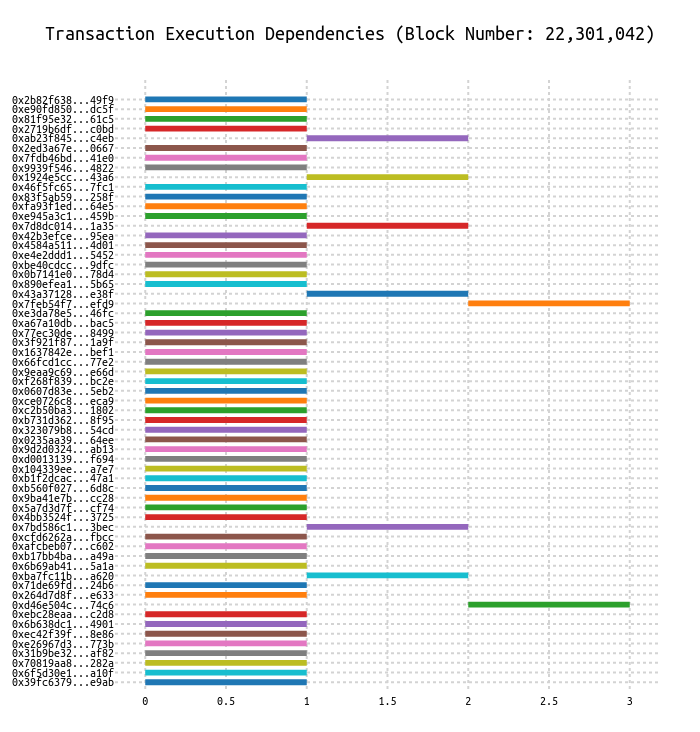 Transaction Execution Dependencies (Block Number: 22,301,042)
0x2b82f638...49f9
0xe90fd850...dc5f
0x81f95e32...61c5
0x2719b6df...c0bd
0xab23f845...c4eb
0x2ed3a67e...0667
0x7fdb46bd...41e0
0x9939f546...4822
0x1924e5cc...43a6
0x46f5fc65...7fc1
0x83f5ab59...258f
0xfa93f1ed...64e5
0xe945a3c1...459b
0x7d8dc014...1a35
0x42b3efce...95ea
0x4584a511...4d01
0xe4e2ddd1...5452
0xbe40cdcc...9dfc
0x0b7141e0...78d4
0x890efea1...5b65
0x43a37128...e38f
0x7feb54f7...efd9
0xe3da78e5...46fc
0xa67a10db...bac5
0x77ec30de...8499
0x3f921f87...1a9f
0x1637842e...bef1
0x66fcd1cc...77e2
0x9eaa9c69...e66d
0xf268f839...bc2e
0x0607d83e...5eb2
0xce0726c8...eca9
0xc2b50ba3...1802
0xb731d362...8f95
0x323079b8...54cd
0x0235aa39...64ee
0x9d2d0324...ab13
0xd0013139...f694
0x104339ee...a7e7
0xb1f2dcac...47a1
0xb560f027...6d8c
0x9ba41e7b...cc28
0x5a7d3d7f...cf74
0x4bb3524f...3725
0x7bd586c1...3bec
0xcfd6262a...fbcc
0xafcbeb07...c602
0xb17bb4ba...a49a
0x6b69ab41...5a1a
0xba7fc11b...a620
0x71de69fd...24b6
0x264d7d8f...e633
0xd46e504c...74c6
0xebc28eaa...c2d8
0x6b638dc1...4901
0xec42f39f...8e86
0xe26967d3...773b
0x31b9be32...af82
0x70819aa8...282a
0x6f5d30e1...a10f
0x39fc6379...e9ab
0 0.5 1 1.5 2 2.5 3